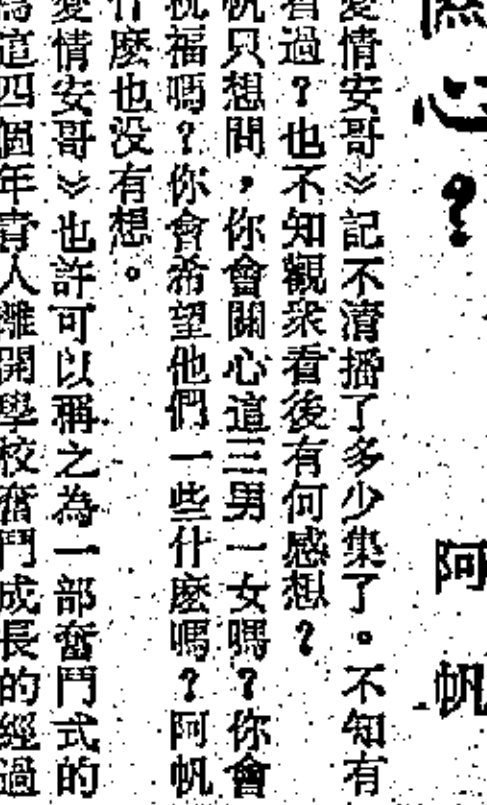 心？
阿帆
愛情安哥》記不清播了多少集了。不知有
看過？也不知觀眾看後有何感想？
帆只想問，你會關心這三男一女嗎？你會
祝福嗎？你會希望他們一些什麼嗎？阿帆
什麼也没有想。
愛情安哥》也許可以稱之為一部奮鬥式的
為這四個年青人離開學校奮鬥成長的經過